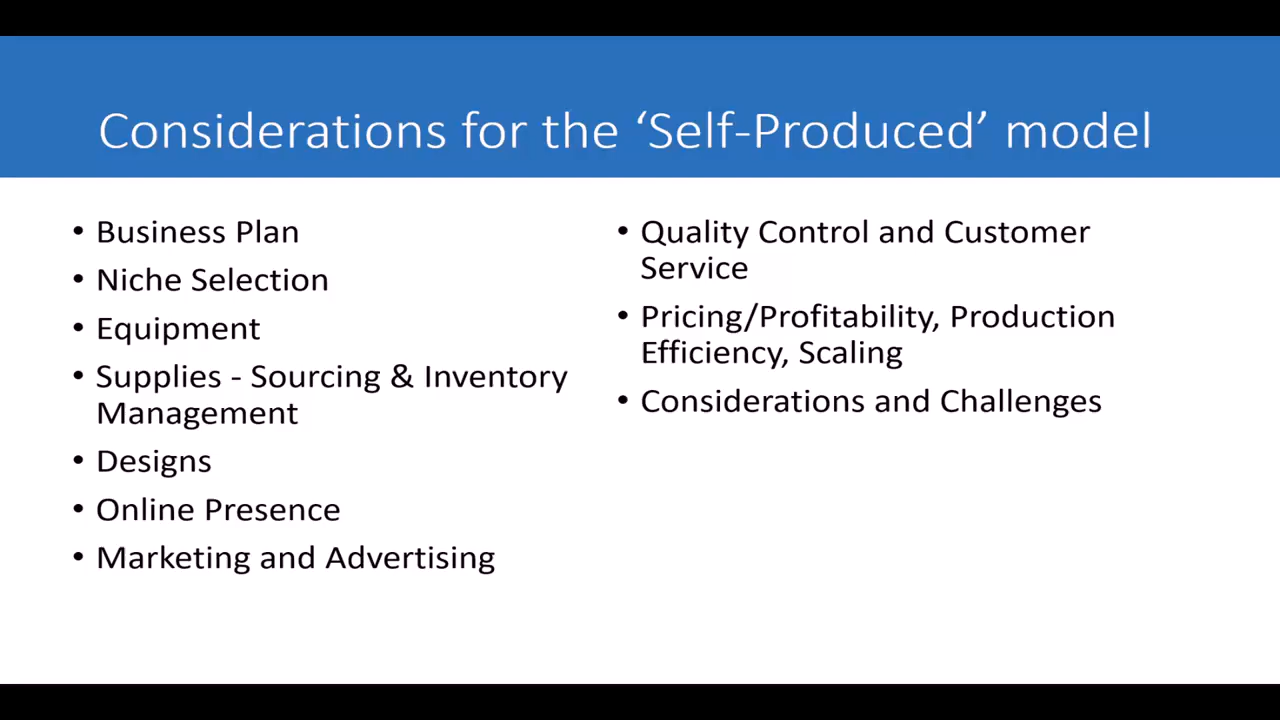 Considerations for the ‘Self-Produced’ model
• Business Plan
• Niche Selection
• Equipment
• Supplies - Sourcing & Inventory
Management
• Designs
• Online Presence
• Marketing and Advertising
• Quality Control and Customer
Service
• Pricing/Profitability, Production
Efficiency, Scaling
• Considerations and Challenges